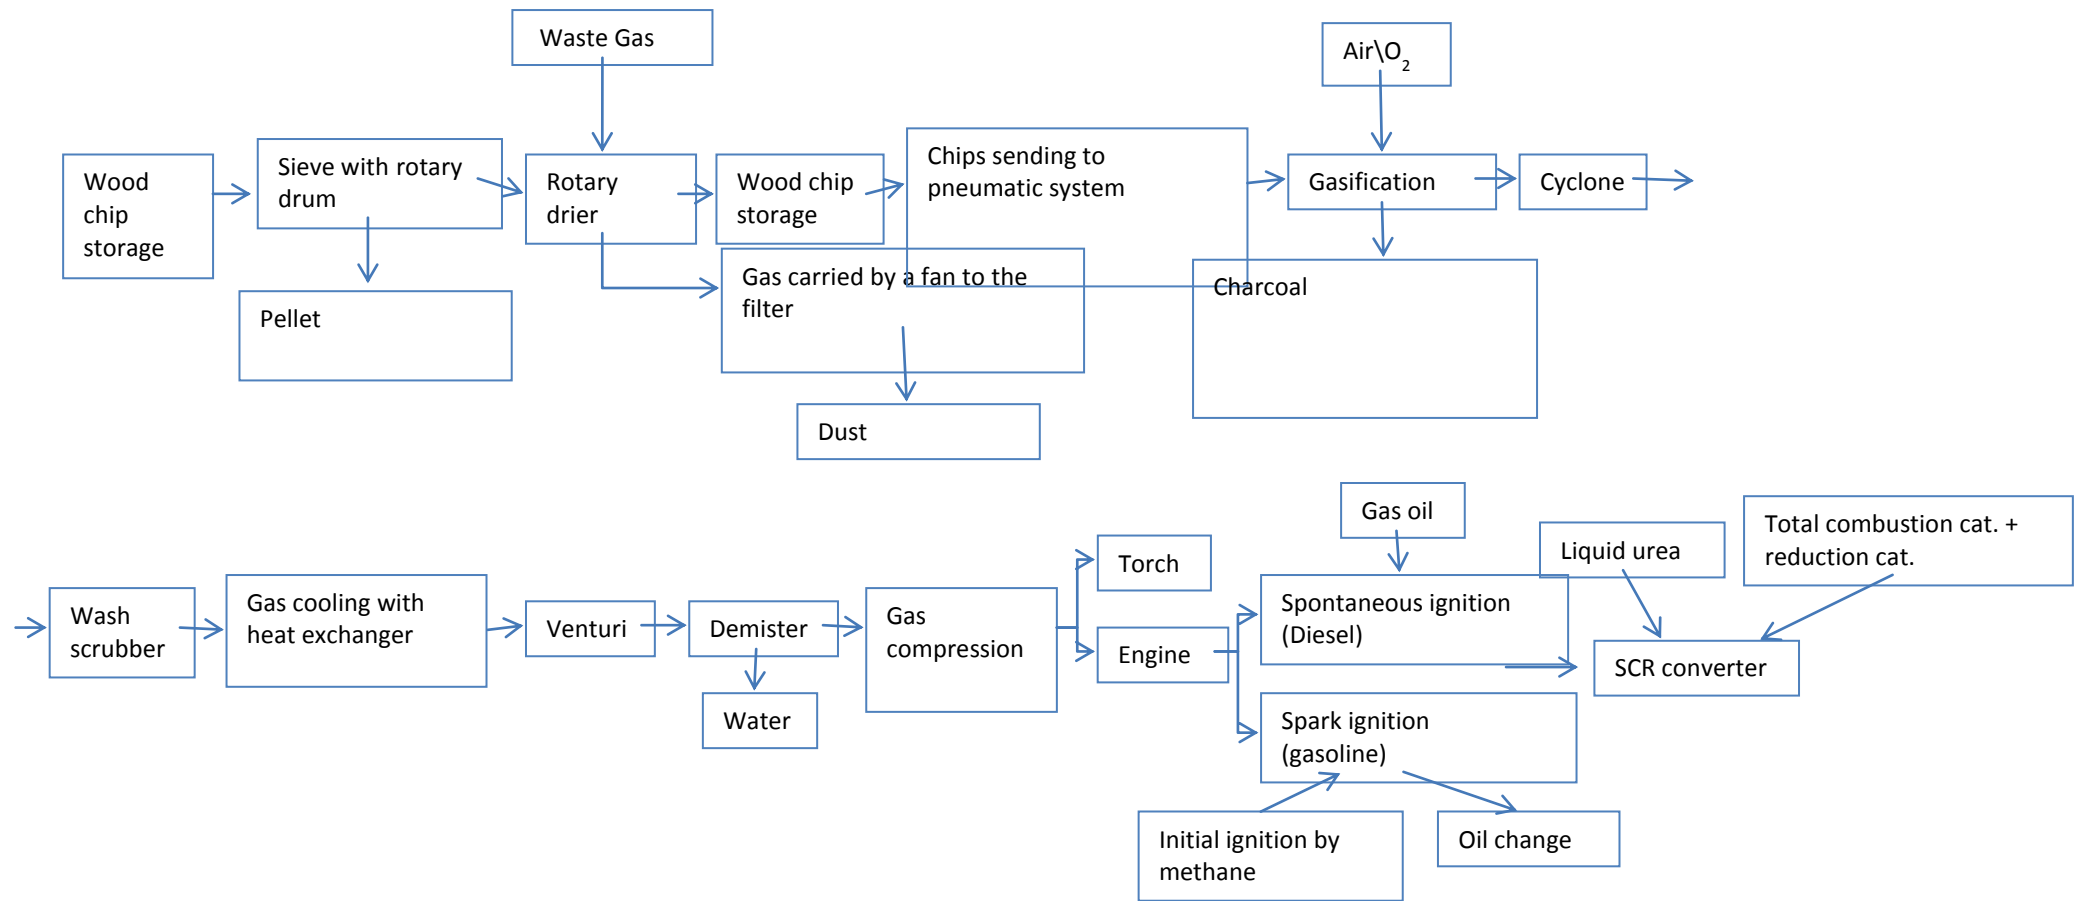 Waste Gas
Air\O2
Wood
chip
storage
Sieve with rotary
drum
Rotary
drier
Wood chip
storage
Chips sending to
pneumatic system
Gasification
Cyclone
Pellet
Gas carried by a fan to the
filter
Charcoal
Dust
Wash
scrubber
Gas cooling with
heat exchanger
Venturi
Demister
Water
Gas
compression
Torch
Engine
Gas oil
Spontaneous ignition
(Diesel)
Liquid urea
Total combustion cat. +
reduction cat.
SCR converter
Spark ignition
(gasoline)
Initial ignition by
methane
Oil change